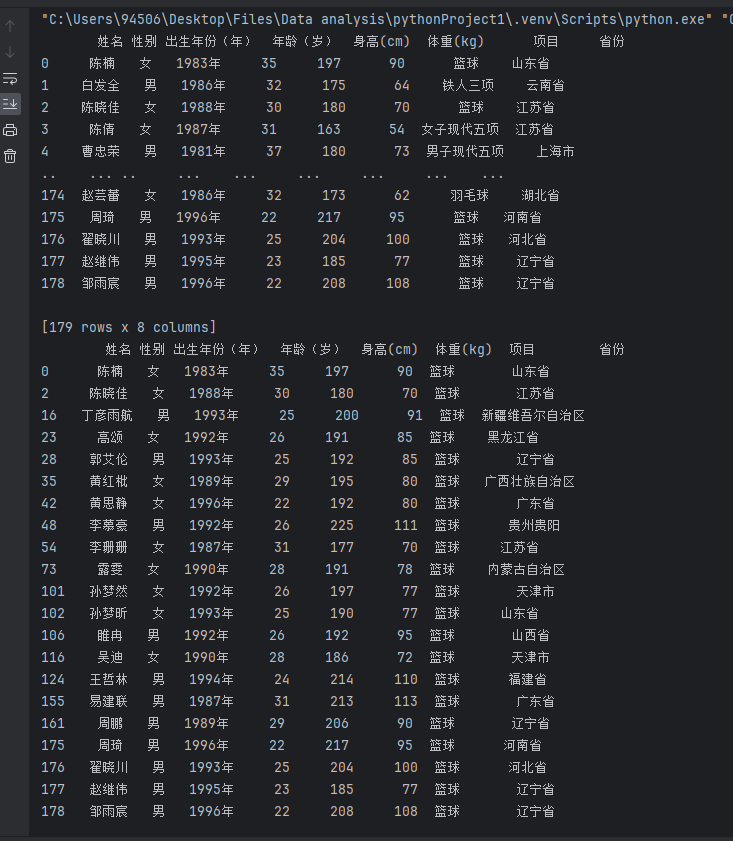 "C:\Users\94506\Desktop\Files\Data analysis\pythonProject1\.venv\Scripts\python.exe" "C
姓名 性别 出生年份（年） 年龄（岁） 身高(cm) 体重(kg) 项目 省份
0 陈楠 女 1983年 35 197 90 篮球 山东省
1 白发全 男 1986年 32 175 64 铁人三项 云南省
2 陈晓佳 女 1988年 30 180 70 篮球 江苏省
3 陈倩 女 1987年 31 163 54 女子现代五项 江苏省
4 曹忠荣 男 1981年 37 180 73 男子现代五项 上海市
.. ... .. ... ... ... ... ... ...
174 赵芸蕾 女 1986年 32 173 62 羽毛球 湖北省
175 周琦 男 1996年 22 217 95 篮球 河南省
176 翟晓川 男 1993年 25 204 100 篮球 河北省
177 赵继伟 男 1995年 23 185 77 篮球 辽宁省
178 邹雨宸 男 1996年 22 208 108 篮球 辽宁省
[179 rows x 8 columns]
姓名 性别 出生年份（年） 年龄（岁） 身高(cm) 体重(kg) 项目 省份
0 陈楠 女 1983年 35 197 90 篮球 山东省
2 陈晓佳 女 1988年 30 180 70 篮球 江苏省
16 丁彦雨航 男 1993年 25 200 91 篮球 新疆维吾尔自治区
23 高颂 女 1992年 26 191 85 篮球 黑龙江省
28 郭艾伦 男 1993年 25 192 85 篮球 辽宁省
35 黄红枇 女 1989年 29 195 80 篮球 广西壮族自治区
42 黄思静 女 1996年 22 192 80 篮球 广东省
48 李慕豪 男 1992年 26 225 111 篮球 贵州贵阳
54 李珊珊 女 1987年 31 177 70 篮球 江苏省
73 露雯 女 1990年 28 191 78 篮球 内蒙古自治区
101 孙梦然 女 1992年 26 197 77 篮球 天津市
102 孙梦昕 女 1993年 25 190 77 篮球 山东省
106 睢冉 男 1992年 26 192 95 篮球 山西省
116 吴迪 女 1990年 28 186 72 篮球 天津市
124 王哲林 男 1994年 24 214 110 篮球 福建省
155 易建联 男 1987年 31 213 113 篮球 广东省
161 周鹏 男 1989年 29 206 90 篮球 辽宁省
175 周琦 男 1996年 22 217 95 篮球 河南省
176 翟晓川 男 1993年 25 204 100 篮球 河北省
177 赵继伟 男 1995年 23 185 77 篮球 辽宁省
178 邹雨宸 男 1996年 22 208 108 篮球 辽宁省